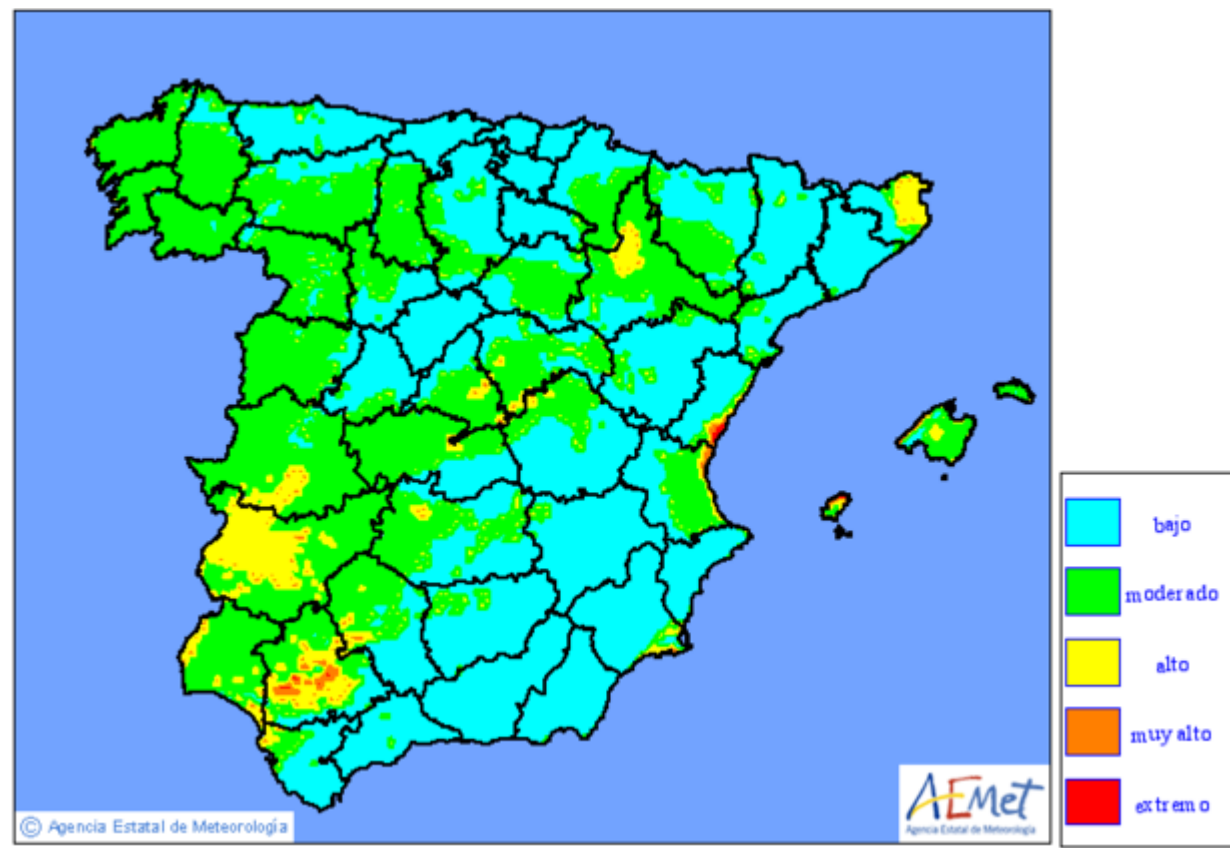 bajo
moderado
alto
muy alto
extremo
AEmet
Agencia Estatal de Meteorología
© Agencia Estatal de Meteorología